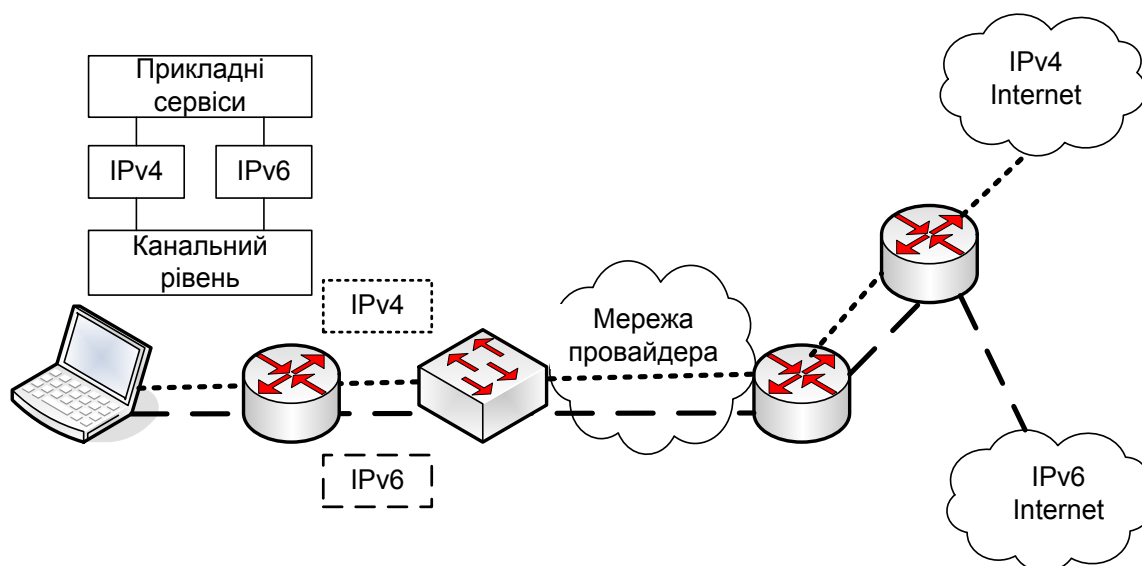 Прикладні
сервіси
IPv4
IPv6
Канальний
рівень
IPv4
IPv6
Мережа
провайдера
IPv4
Internet
IPv6
Internet